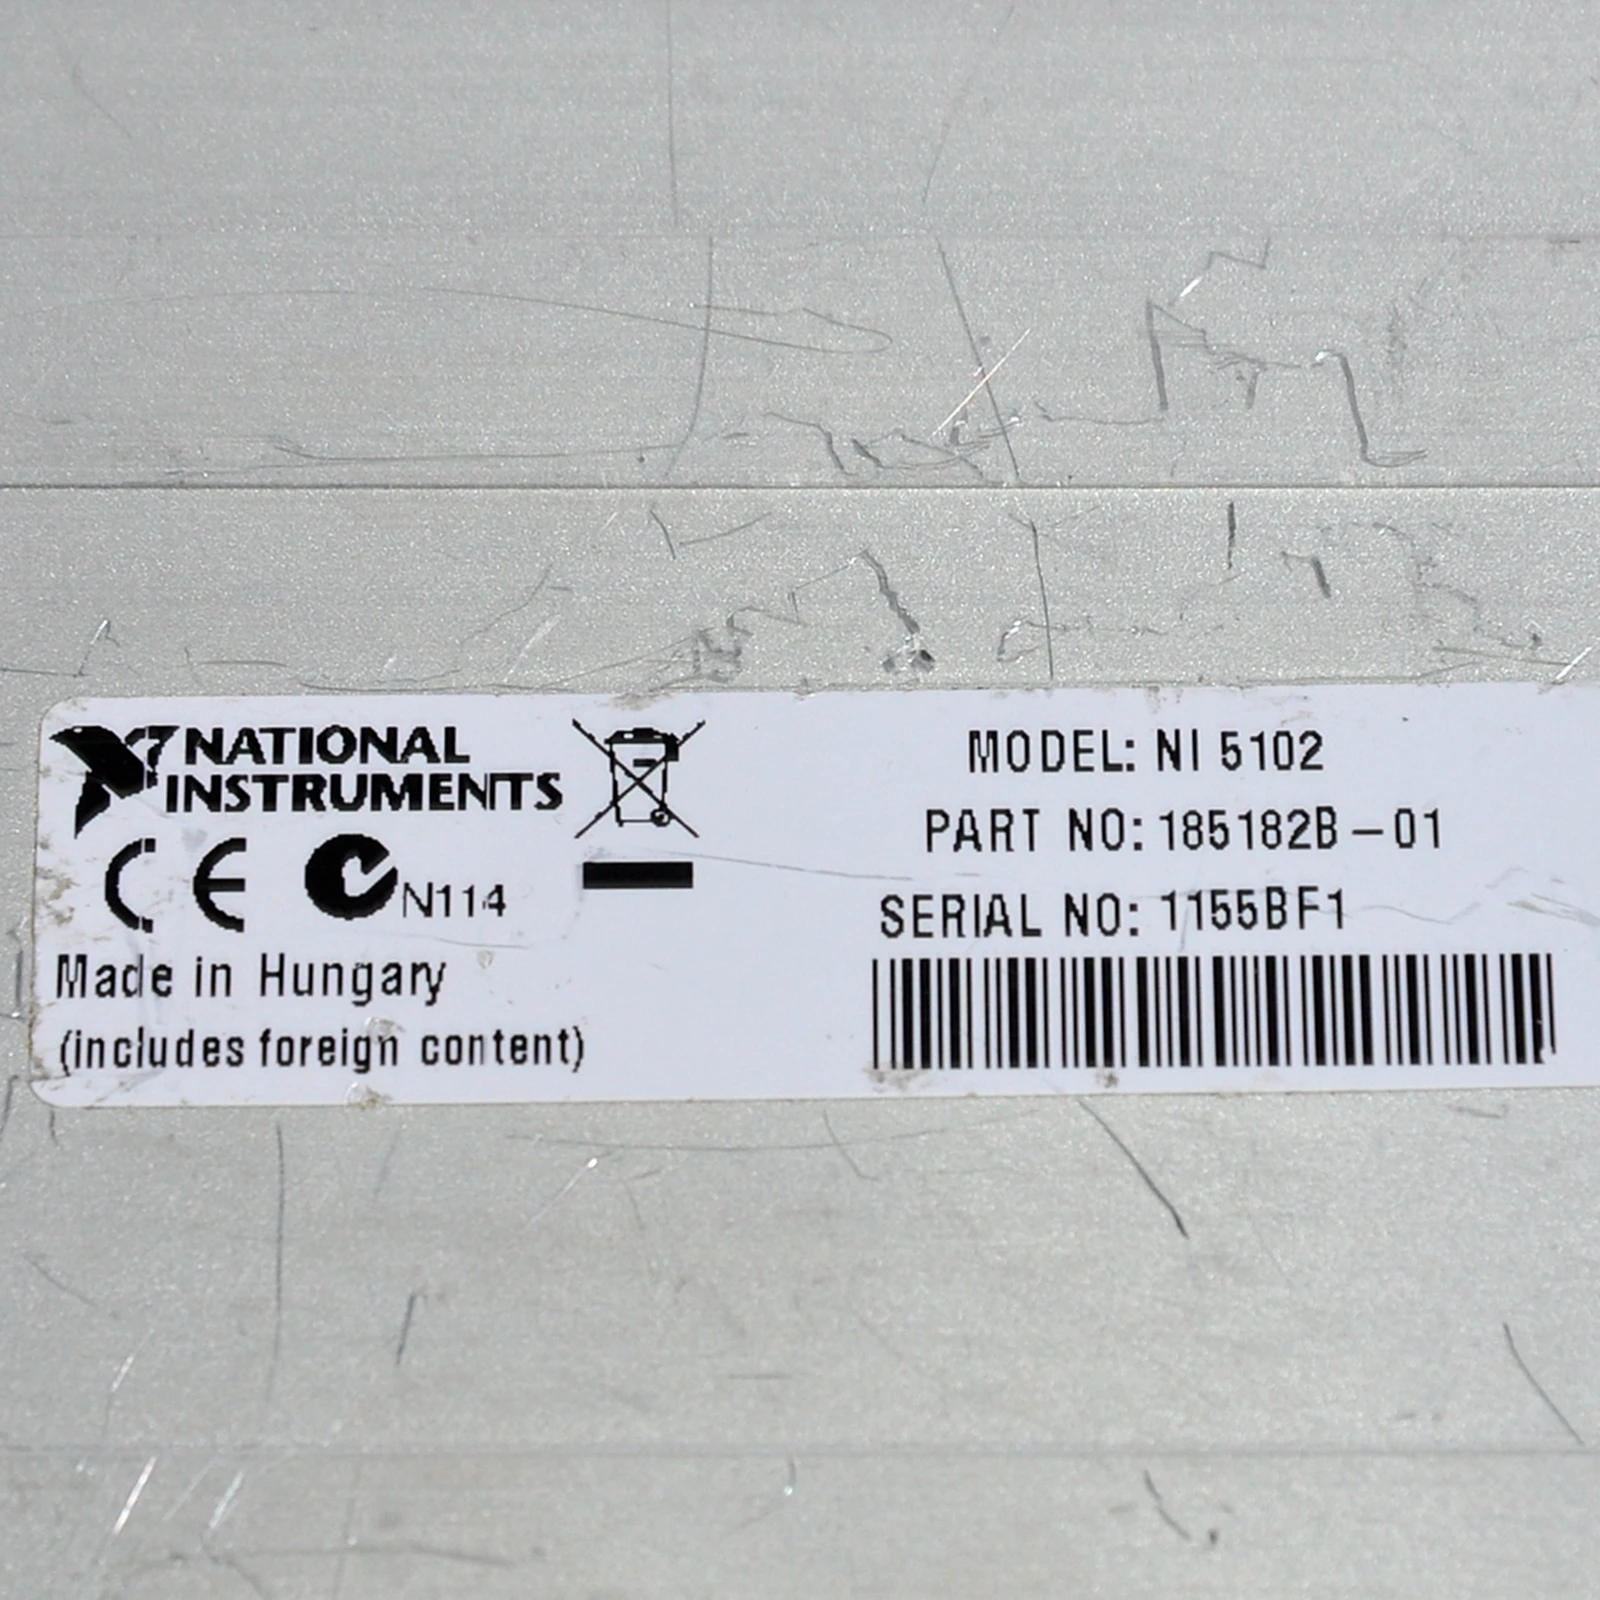 NATIONAL
INSTRUMENTS
CE N114
Made in Hungary
(includes foreign content)
MODEL: NI 5102
PART NO: 185182B-01
SERIAL NO: 1155BF1